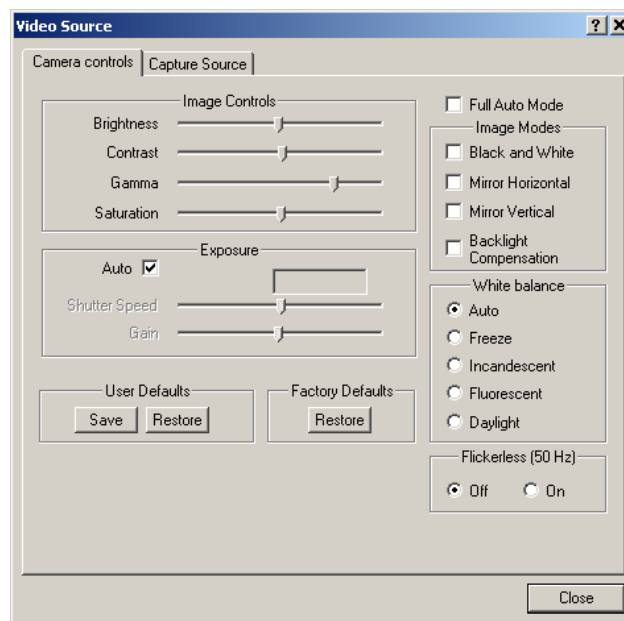 Video Source
Camera controls
Capture Source
Image Controls
Brightness
Contrast
Gamma
Saturation
Exposure
Auto
Shutter Speed
Gain
User Defaults
Save
Restore
Factory Defaults
Restore
Full Auto Mode
Image Modes
Black and White
Mirror Horizontal
Mirror Vertical
Backlight
Compensation
White balance
Auto
Freeze
Incandescent
Fluorescent
Daylight
Flickerless (50 Hz)
Off
On
Close